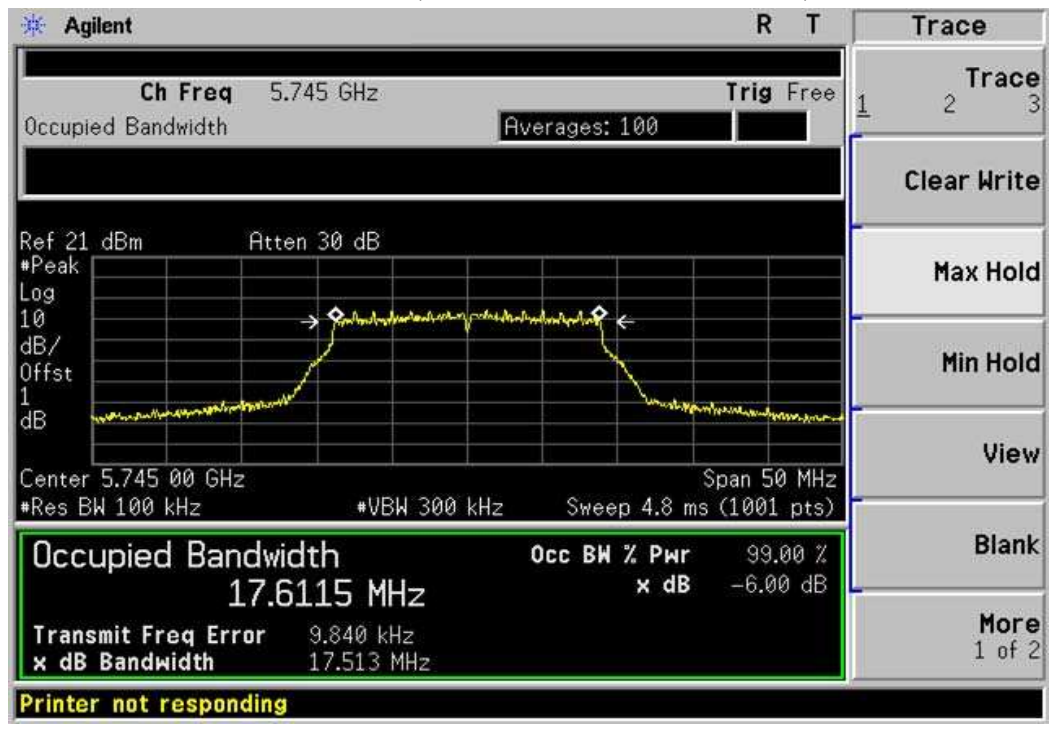 Agilent R T Trace
Ch Freq 5.745 GHz Trig Free
Occupied Bandwidth Averages: 100
Trace
1 2 3
Clear Write
Max Hold
Min Hold
View
Blank
More
1 of 2
Ref 21 dBm Atten 30 dB
#Peak
Log
10
dB/
Offst
1
dB
Center 5.745 00 GHz Span 50 MHz
#Res BW 100 kHz #VBW 300 kHz Sweep 4.8 ms (1001 pts)
Occupied Bandwidth Occ BW % Pwr 99.00 %
17.6115 MHz x dB -6.00 dB
Transmit Freq Error 9.840 kHz
x dB Bandwidth 17.513 MHz
Printer not responding